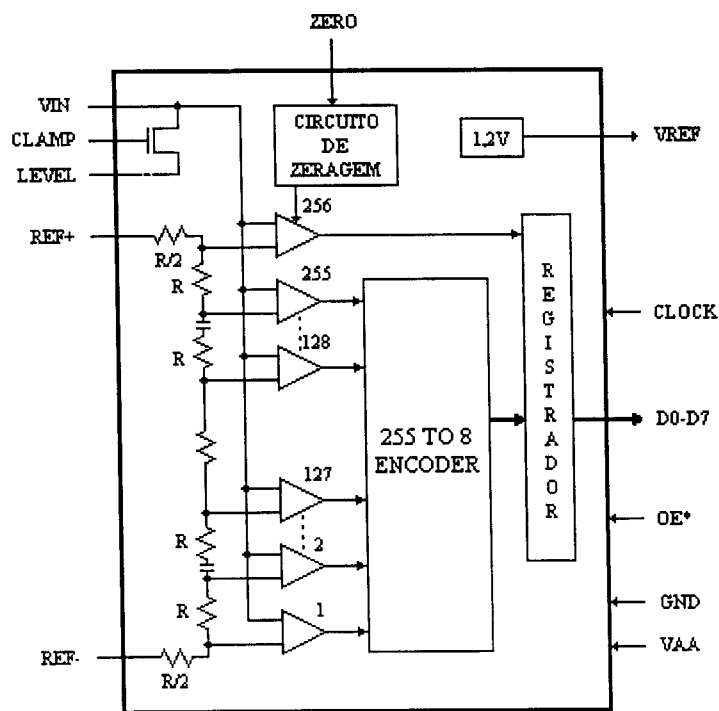 ZERO
VIN
CLAMP
LEVEL
CIRCUITO
DE
ZERAGEM
1,2V
VREF
256
REF+
R/2
R
255
R
128
REGISTRADOR
CLOCK
255 TO 8
ENCODER
D0-D7
127
R
2
OE*
R
1
GND
REF-
R/2
VAA